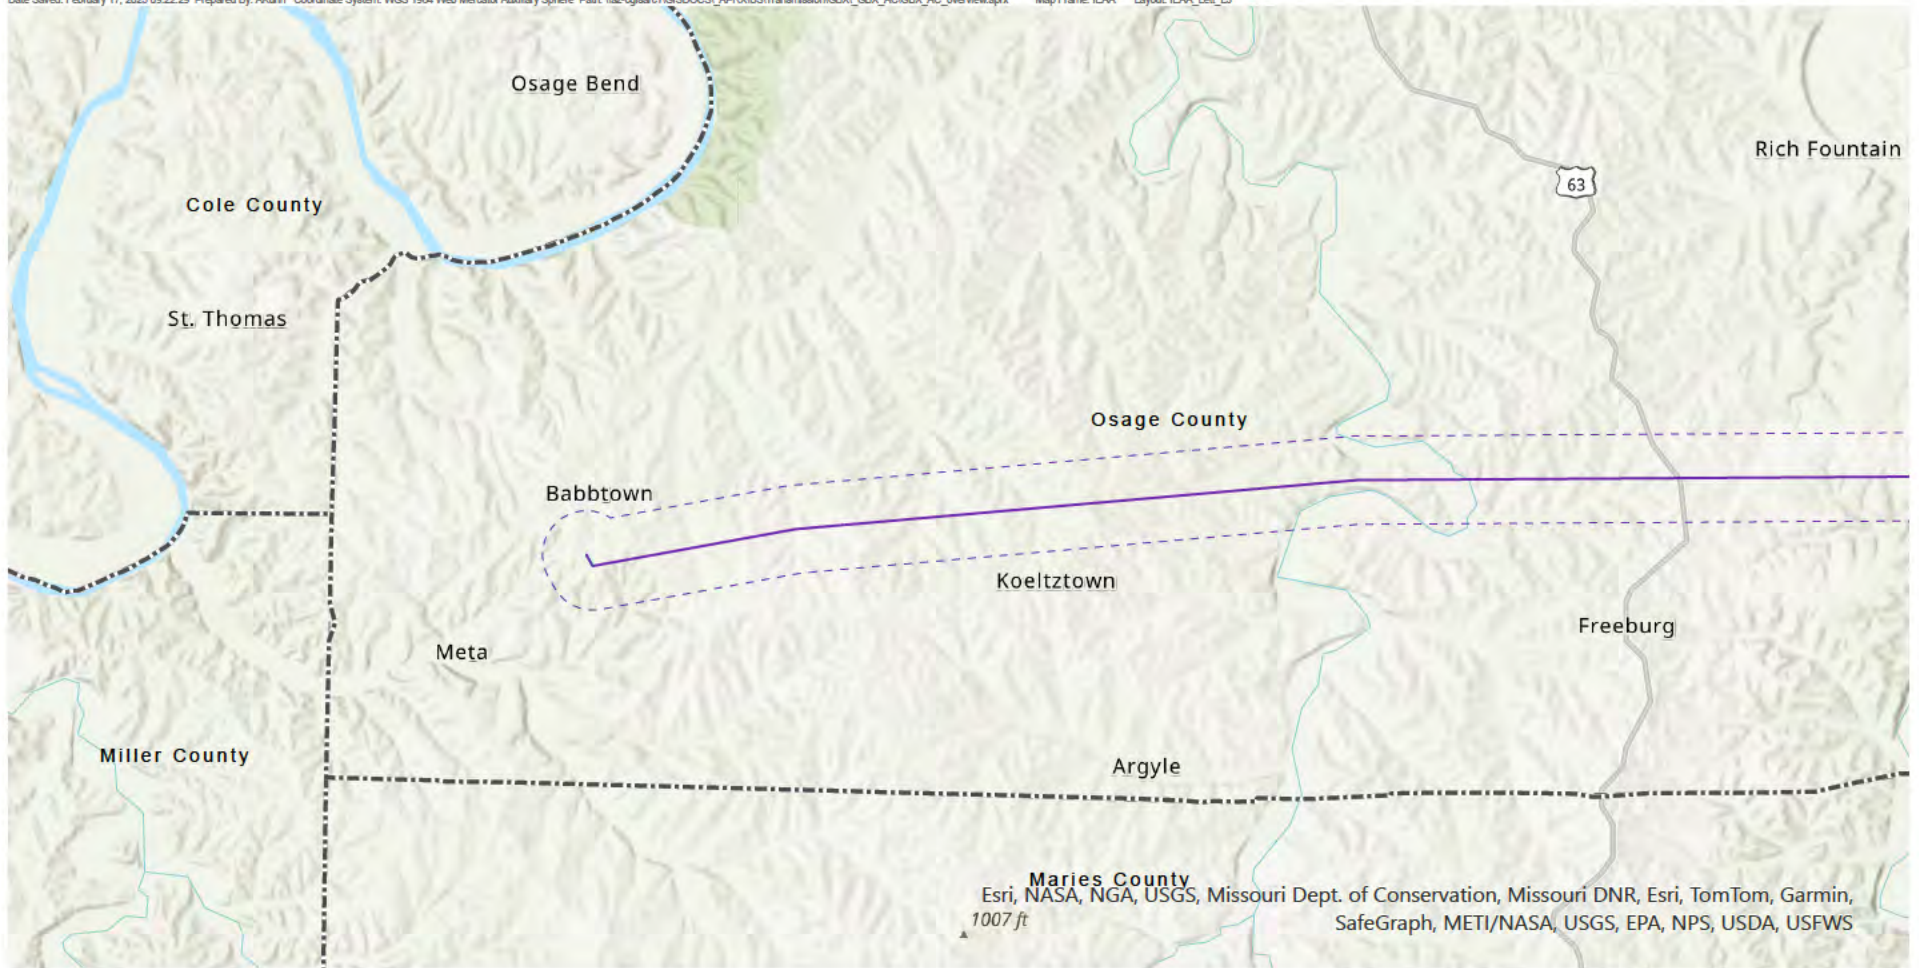 Osage Bend
Rich Fountain
63
Cole County
St. Thomas
Osage County
Babbtown
Koeltztown
Freeburg
Meta
Miller County
Argyle
Maries County
Esri, NASA, NGA, USGS, Missouri Dept. of Conservation, Missouri DNR, Esri, TomTom, Garmin,
1007 ft
SafeGraph, METI/NASA, USGS, EPA, NPS, USDA, USFWS